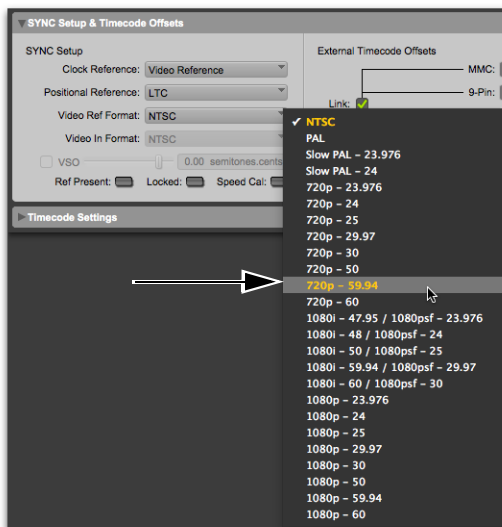 SYNC Setup & Timecode Offsets
SYNC Setup
External Timecode Offsets
Clock Reference: Video Reference
MMC:
Positional Reference: LTC
9-Pin:
Link:
Video Ref Format: NTSC
Video In Format: NTSC
VSO 0.00 semitones.cents
Ref Present: Locked: Speed Cal:
Timecode Settings
NTSC
PAL
Slow PAL – 23.976
Slow PAL – 24
720p – 23.976
720p – 24
720p – 25
720p – 29.97
720p – 30
720p – 50
720p – 59.94
720p – 60
1080i – 47.95 / 1080psf – 23.976
1080i – 48 / 1080psf – 24
1080i – 50 / 1080psf – 25
1080i – 59.94 / 1080psf – 29.97
1080i – 60 / 1080psf – 30
1080p – 23.976
1080p – 24
1080p – 25
1080p – 29.97
1080p – 30
1080p – 50
1080p – 59.94
1080p – 60